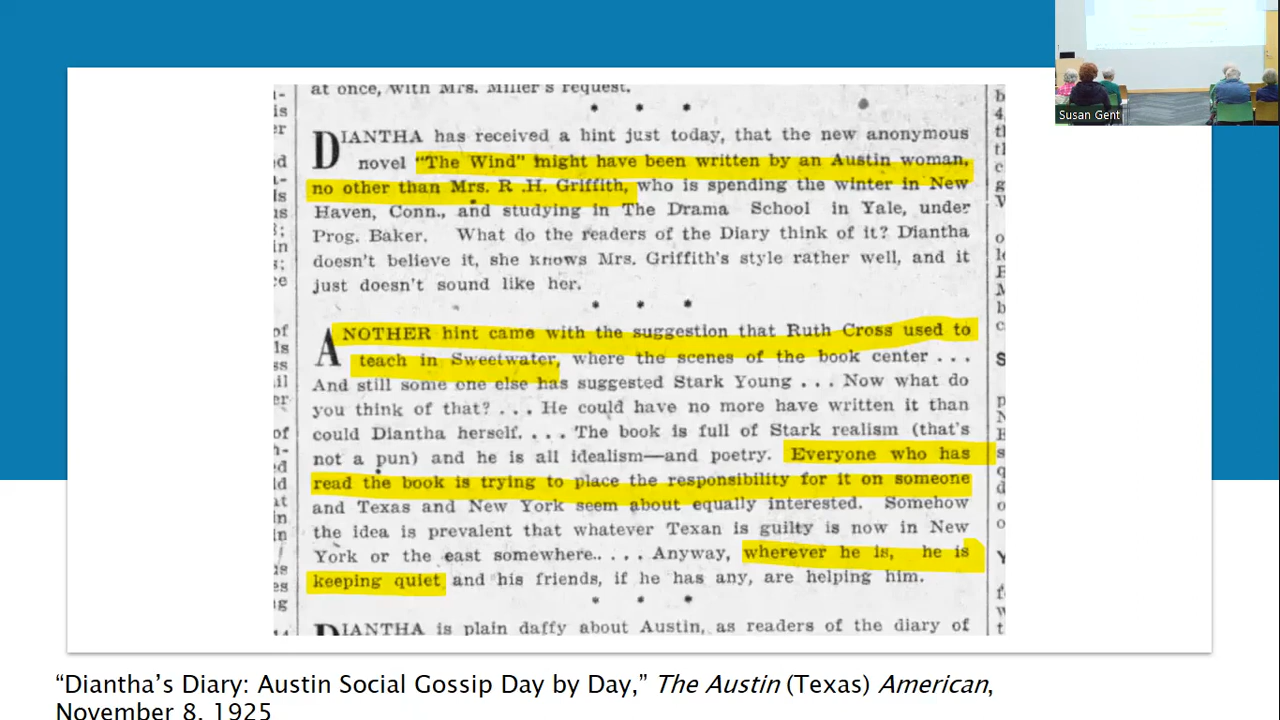 at once, with Mrs. Miller's request.
* * *
DIANTHA has received a hint just today, that the new anonymous
novel "The Wind" might have been written by an Austin woman,
no other than Mrs. R .H. Griffith, who is spending the winter in New
Haven, Conn., and studying in The Drama School in Yale, under
Prog. Baker. What do the readers of the Diary think of it? Diantha
doesn't believe it, she knows Mrs. Griffith's style rather well, and it
just doesn't sound like her.
* * *
ANOTHER hint came with the suggestion that Ruth Cross used to
teach in Sweetwater, where the scenes of the book center . . .
And still some one else has suggested Stark Young . . . Now what do
you think of that? . . . He could have no more have written it than
could Diantha herself. . . . The book is full of Stark realism (that's
not a pun) and he is all idealism—and poetry. Everyone who has
read the book is trying to place the responsibility for it on someone
and Texas and New York seem about equally interested. Somehow
the idea is prevalent that whatever Texan is guilty is now in New
York or the east somewhere.. . . . Anyway, wherever he is, he is
keeping quiet and his friends, if he has any, are helping him.
* * *
DIANTHA is plain daffy about Austin, as readers of the diary of
Susan Gent
“Diantha’s Diary: Austin Social Gossip Day by Day,” The Austin (Texas) American,
November 8, 1925